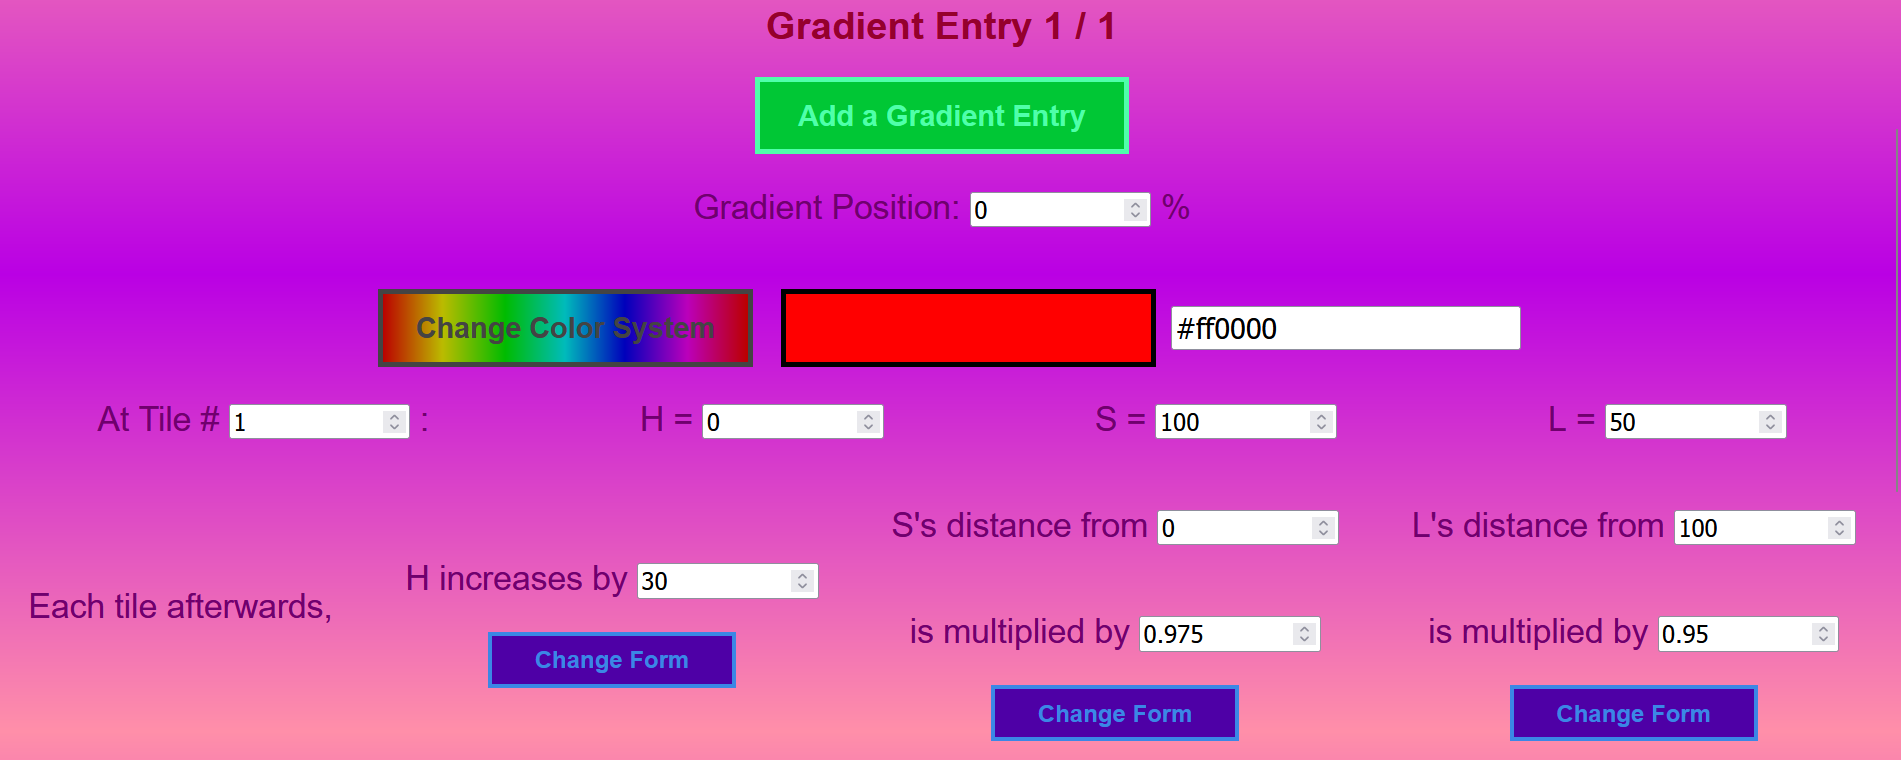 Gradient Entry 1 / 1
Add a Gradient Entry
Gradient Position: 0 %
Change Color System #ff0000
At Tile # 1 : H = 0 S = 100 L = 50
S's distance from 0 L's distance from 100
H increases by 30
Each tile afterwards,
is multiplied by 0.975 is multiplied by 0.95
Change Form
Change Form Change Form